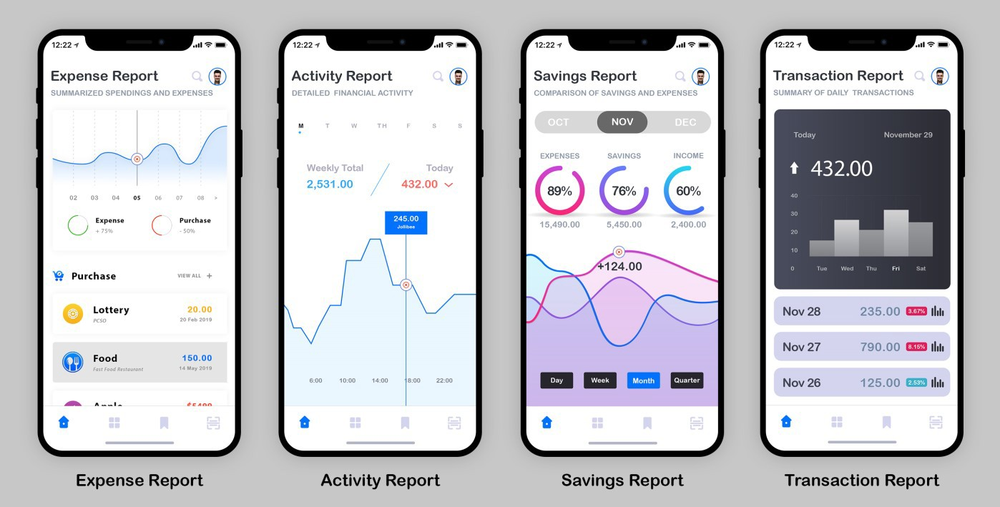 12:22
Expense Report
SUMMARIZED SPENDINGS AND EXPENSES
02 03 04 05 06 07 08 >
Expense
+ 75%
Purchase
- 50%
Purchase
VIEW ALL +
Lottery
20.00
PCSO
20 Feb 2019
Food
150.00
Fast Food Restaurant
14 May 2019
Apple
$5499
Expense Report
12:22
Activity Report
DETAILED FINANCIAL ACTIVITY
M T W TH F S S
Weekly Total
2,531.00
Today
432.00
245.00
Jollibee
6:00 10:00 14:00 18:00 22:00
Activity Report
12:22
Savings Report
COMPARISON OF SAVINGS AND EXPENSES
OCT NOV DEC
EXPENSES SAVINGS INCOME
89% 76% 60%
15,490.00 5,450.00 2,400.00
+124.00
Day Week Month Quarter
Savings Report
12:22
Transaction Report
SUMMARY OF DAILY TRANSACTIONS
Today
November 29
432.00
40
30
20
10
0
Tue Wed Thu Fri Sat
Nov 28 235.00 3.67%
Nov 27 790.00 8.15%
Nov 26 125.00 2.53%
Transaction Report